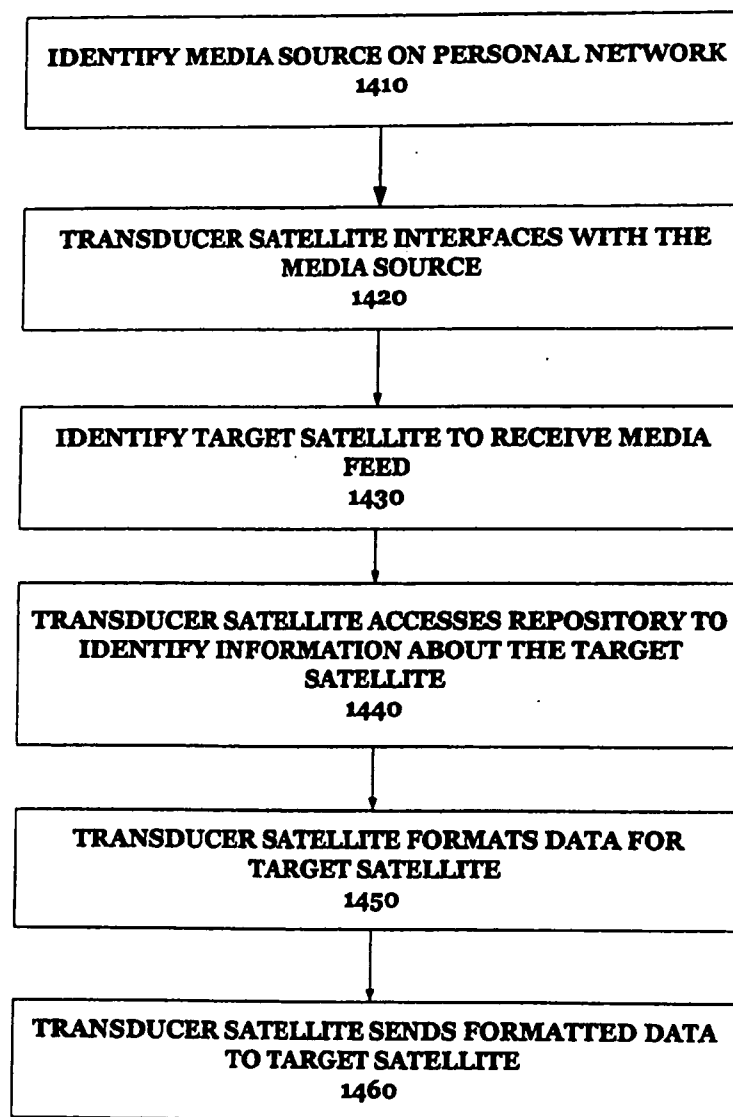 IDENTIFY MEDIA SOURCE ON PERSONAL NETWORK
1410
TRANSDUCER SATELLITE INTERFACES WITH THE
MEDIA SOURCE
1420
IDENTIFY TARGET SATELLITE TO RECEIVE MEDIA
FEED
1430
TRANSDUCER SATELLITE ACCESSES REPOSITORY TO
IDENTIFY INFORMATION ABOUT THE TARGET
SATELLITE
1440
TRANSDUCER SATELLITE FORMATS DATA FOR
TARGET SATELLITE
1450
TRANSDUCER SATELLITE SENDS FORMATTED DATA
TO TARGET SATELLITE
1460